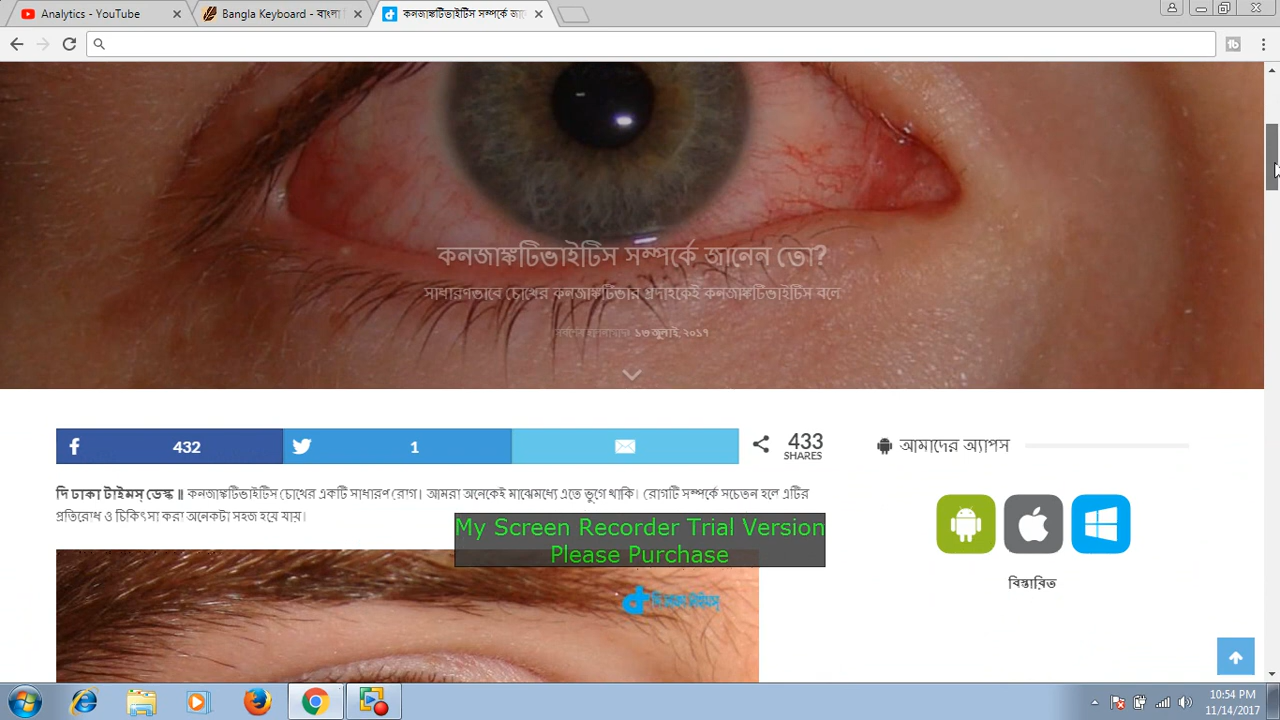 Analytics - YouTube
Bangla Keyboard - বাংলা
কনজাঙ্কটিভাইটিস সম্পর্কে জা
কনজাঙ্কটিভাইটিস সম্পর্কে জানেন তো?
সাধারণভাবে চোখের কনজাঙ্কটিভার প্রদাহকেই কনজাঙ্কটিভাইটিস বলে
১৩ জুলাই, ২০১৭
432
1
433
SHARES
আমাদের অ্যাপস
দি ঢাকা টাইমস্ ডেস্ক ॥ কনজাঙ্কটিভাইটিস চোখের একটি সাধারণ রোগ। আমরা অনেকেই মাঝেমধ্যে এতে ভুগে থাকি। রোগটি সম্পর্কে সচেতন হলে এটির
প্রতিরোধ ও চিকিৎসা করা অনেকটা সহজ হয়ে যায়।
My Screen Recorder Trial Version
Please Purchase
বিস্তারিত
দি ঢাকা টাইমস্
10:54 PM
11/14/2017